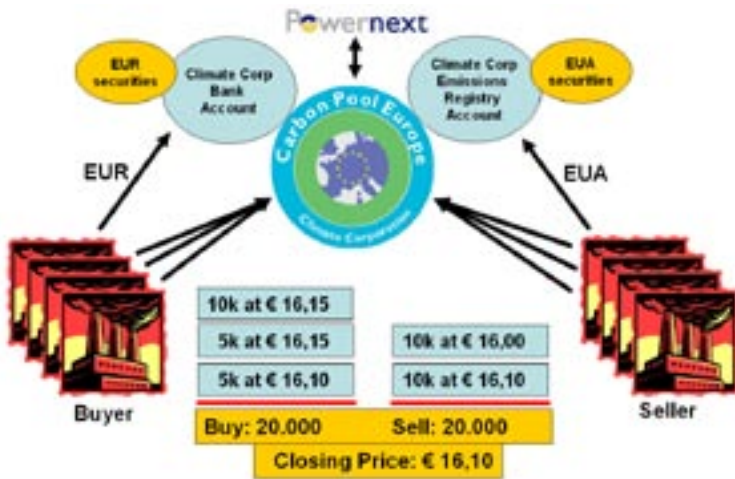 Powernext
EUR
securities
Climate Corp
Bank
Account
Climate Corp
Emissions
Registry
Account
EUA
securities
Carbon Pool Europe
Climate Corporation
EUR
EUA
10k at € 16,15
5k at € 16,15
10k at € 16,00
5k at € 16,10
10k at € 16,10
Buyer
Seller
Buy: 20.000
Sell: 20.000
Closing Price: € 16,10